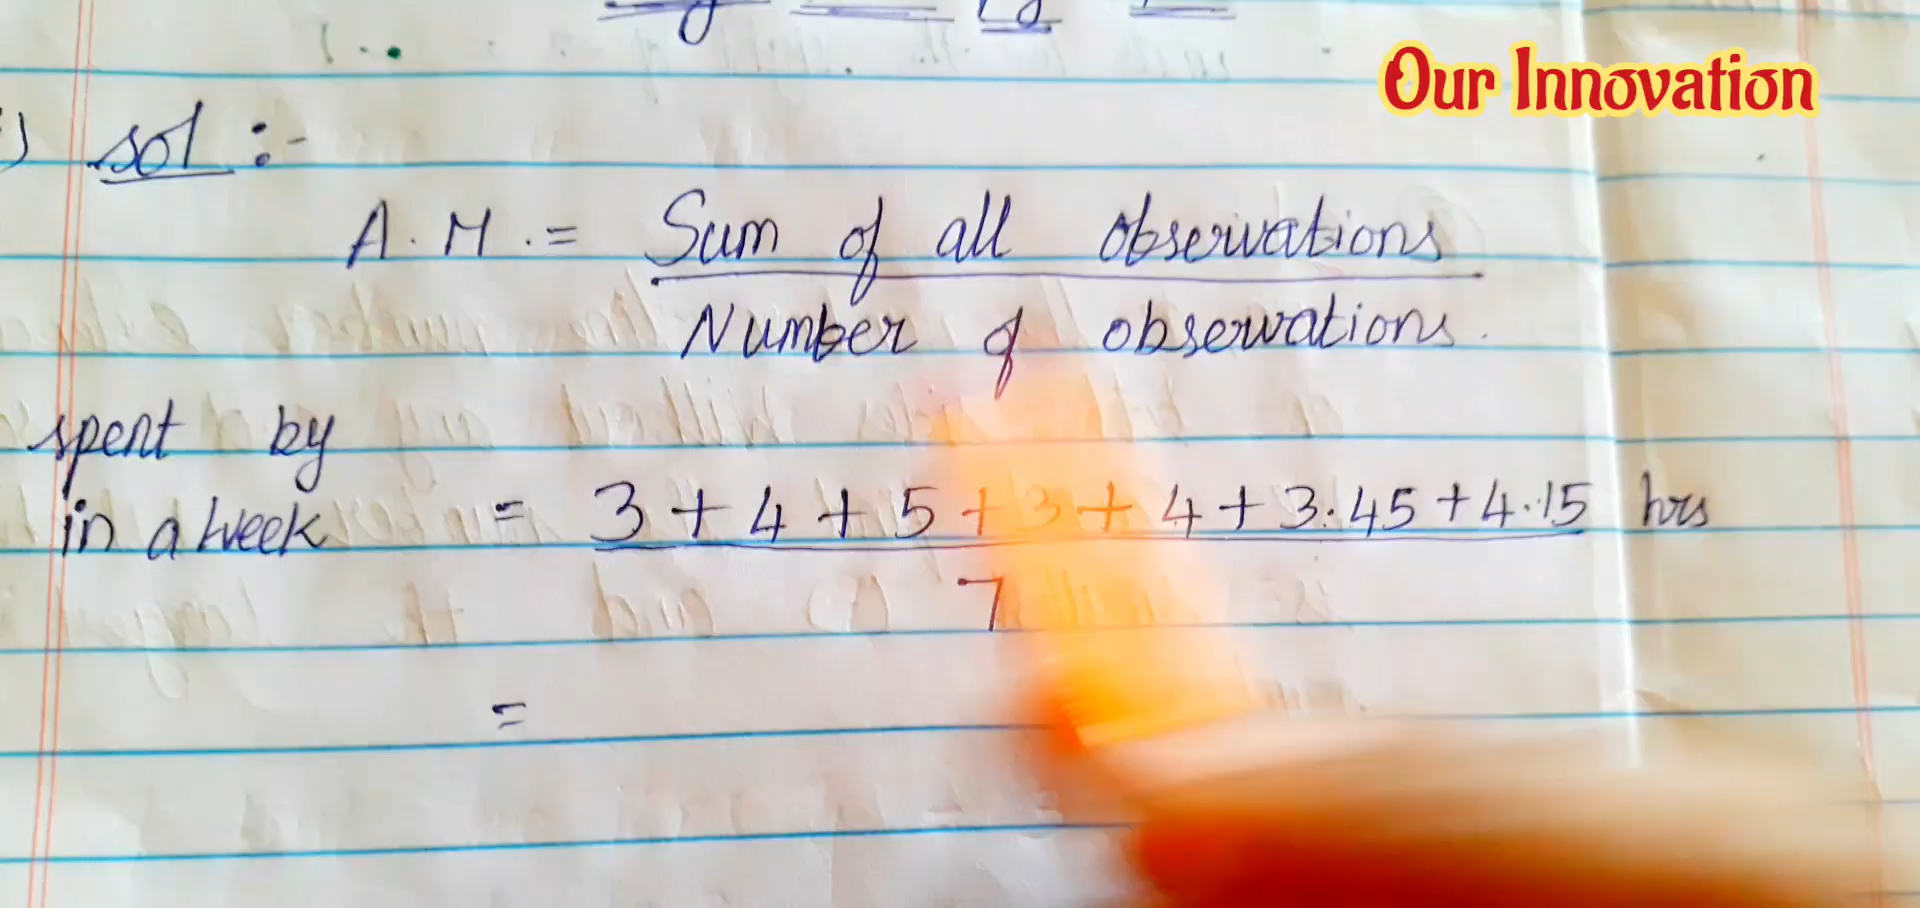 Our Innovation
sol :-
A.M. = Sum of all observations
Number of observations.
spent by
in a week = 3 + 4 + 5 + 3 + 4 + 3.45 + 4.15 hrs
7
=